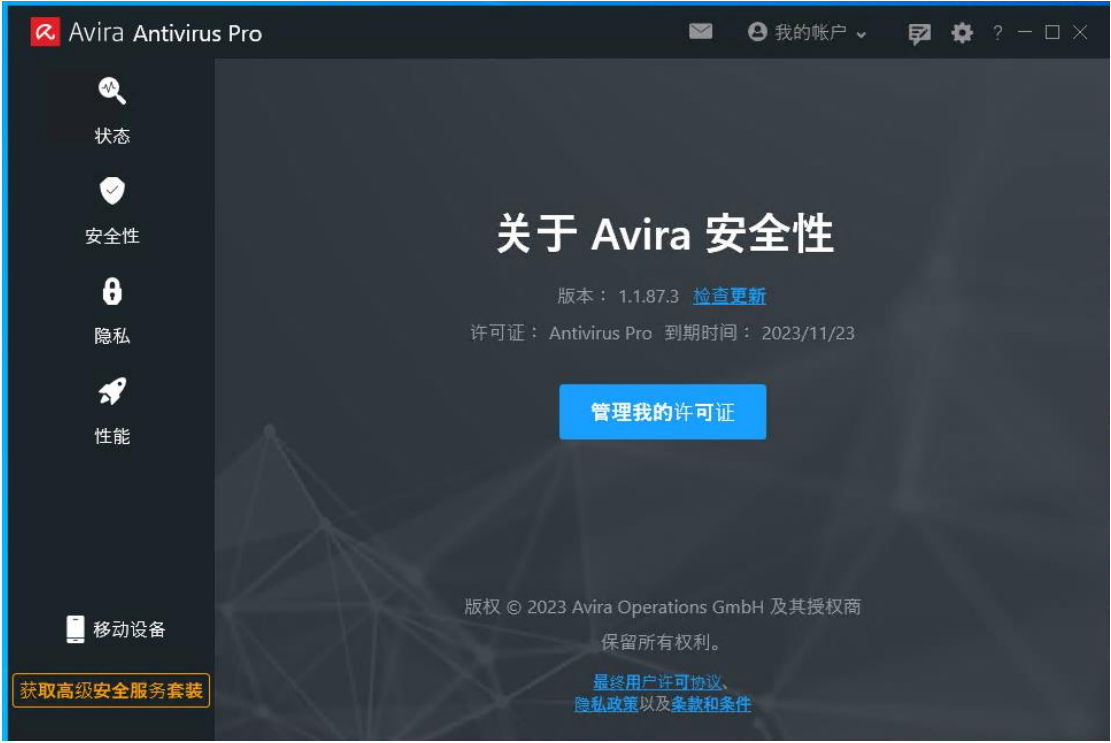 Avira Antivirus Pro
我的帐户
?
状态
安全性
隐私
性能
移动设备
获取高级安全服务套装
关于 Avira 安全性
版本： 1.1.87.3 检查更新
许可证： Antivirus Pro 到期时间： 2023/11/23
管理我的许可证
版权 © 2023 Avira Operations GmbH 及其授权商
保留所有权利。
最终用户许可协议、
隐私政策以及条款和条件